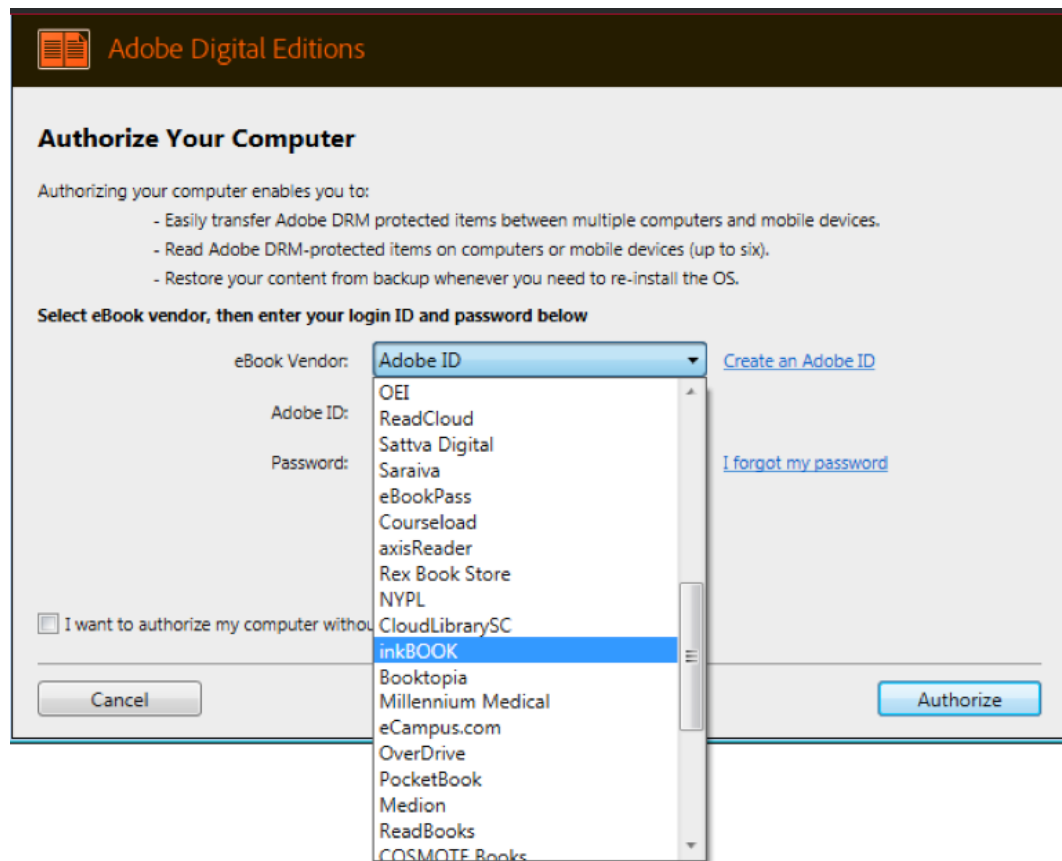 Adobe Digital Editions
Authorize Your Computer
Authorizing your computer enables you to:
- Easily transfer Adobe DRM protected items between multiple computers and mobile devices.
- Read Adobe DRM-protected items on computers or mobile devices (up to six).
- Restore your content from backup whenever you need to re-install the OS.
Select eBook vendor, then enter your login ID and password below
eBook Vendor: Adobe ID Create an Adobe ID
Adobe ID:
Password: I forgot my password
OEI
ReadCloud
Sattva Digital
Saraiva
eBookPass
Courseload
axisReader
Rex Book Store
NYPL
CloudLibrarySC
inkBOOK
Booktopia
Millennium Medical
eCampus.com
OverDrive
PocketBook
Medion
ReadBooks
COSMOTE Books
I want to authorize my computer withou
Cancel Authorize